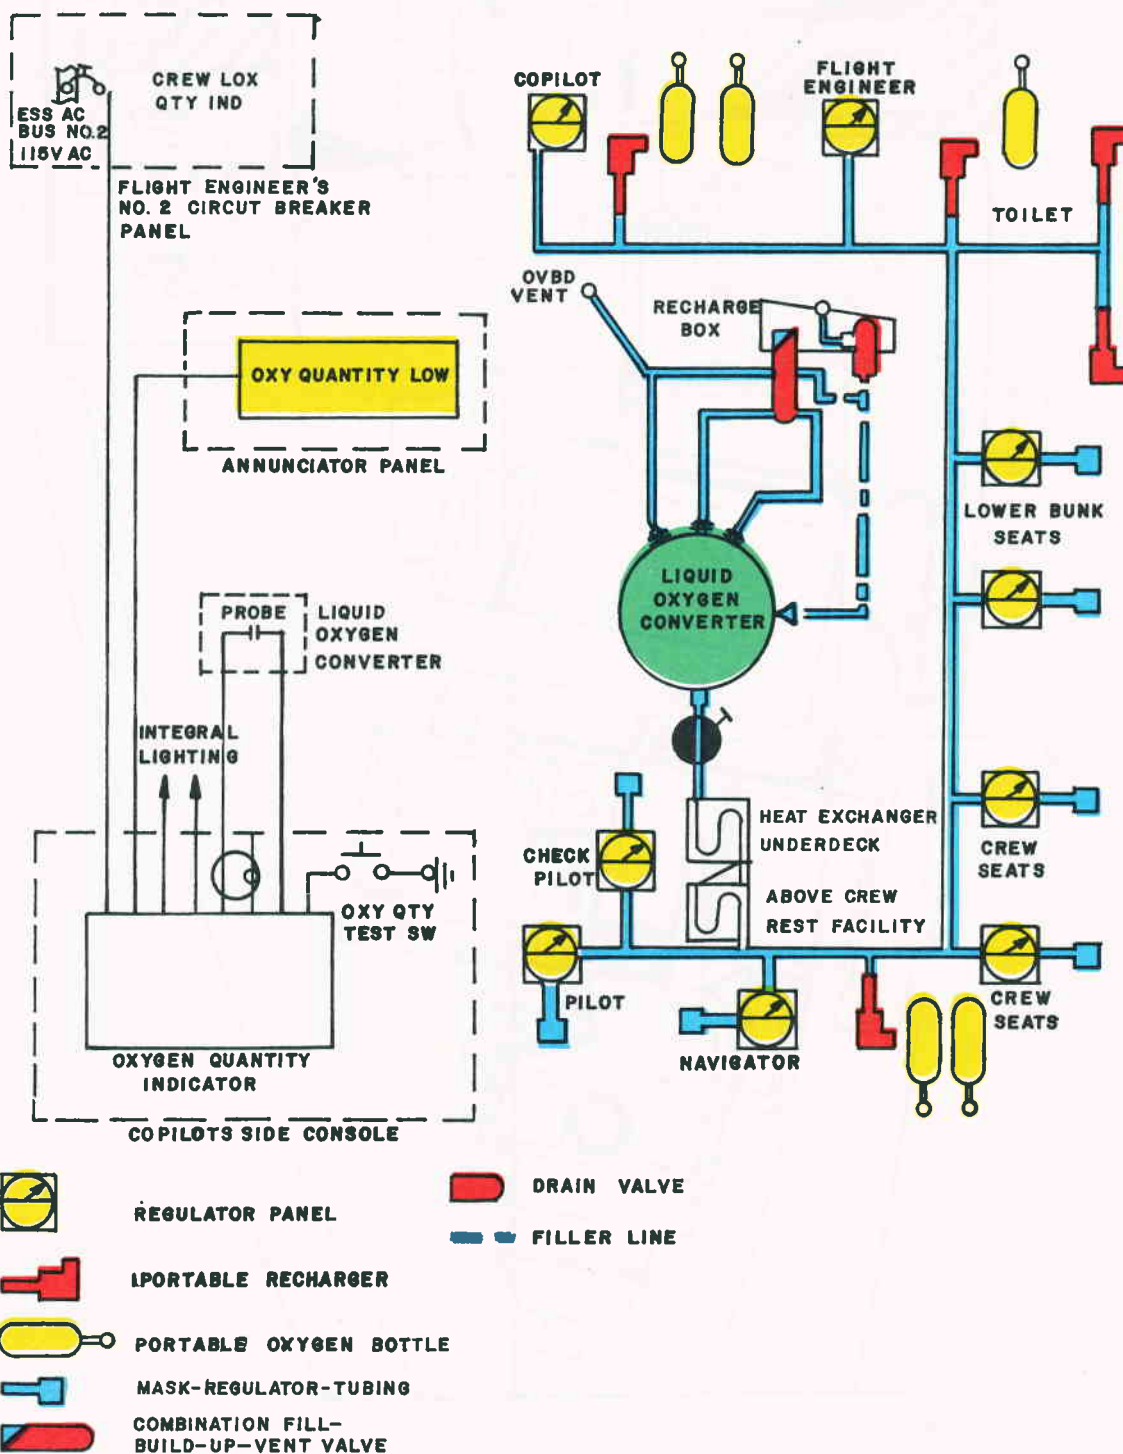 CREW LOX
QTY IND
ESS AC
BUS NO.2
115V AC
FLIGHT ENGINEER'S
NO. 2 CIRCUT BREAKER
PANEL
OXY QUANTITY LOW
ANNUNCIATOR PANEL
PROBE
LIQUID
OXYGEN
CONVERTER
INTEGRAL
LIGHTING
OXY QTY
TEST SW
OXYGEN QUANTITY
INDICATOR
COPILOTS SIDE CONSOLE
COPILOT
FLIGHT
ENGINEER
TOILET
OVBD
VENT
RECHARGE
BOX
LIQUID
OXYGEN
CONVERTER
LOWER BUNK
SEATS
HEAT EXCHANGER
UNDERDECK
ABOVE CREW
REST FACILITY
CHECK
PILOT
CREW
SEATS
PILOT
NAVIGATOR
CREW
SEATS
REGULATOR PANEL
PORTABLE RECHARGER
PORTABLE OXYGEN BOTTLE
MASK-REGULATOR-TUBING
COMBINATION FILL-
BUILD-UP-VENT VALVE
DRAIN VALVE
FILLER LINE